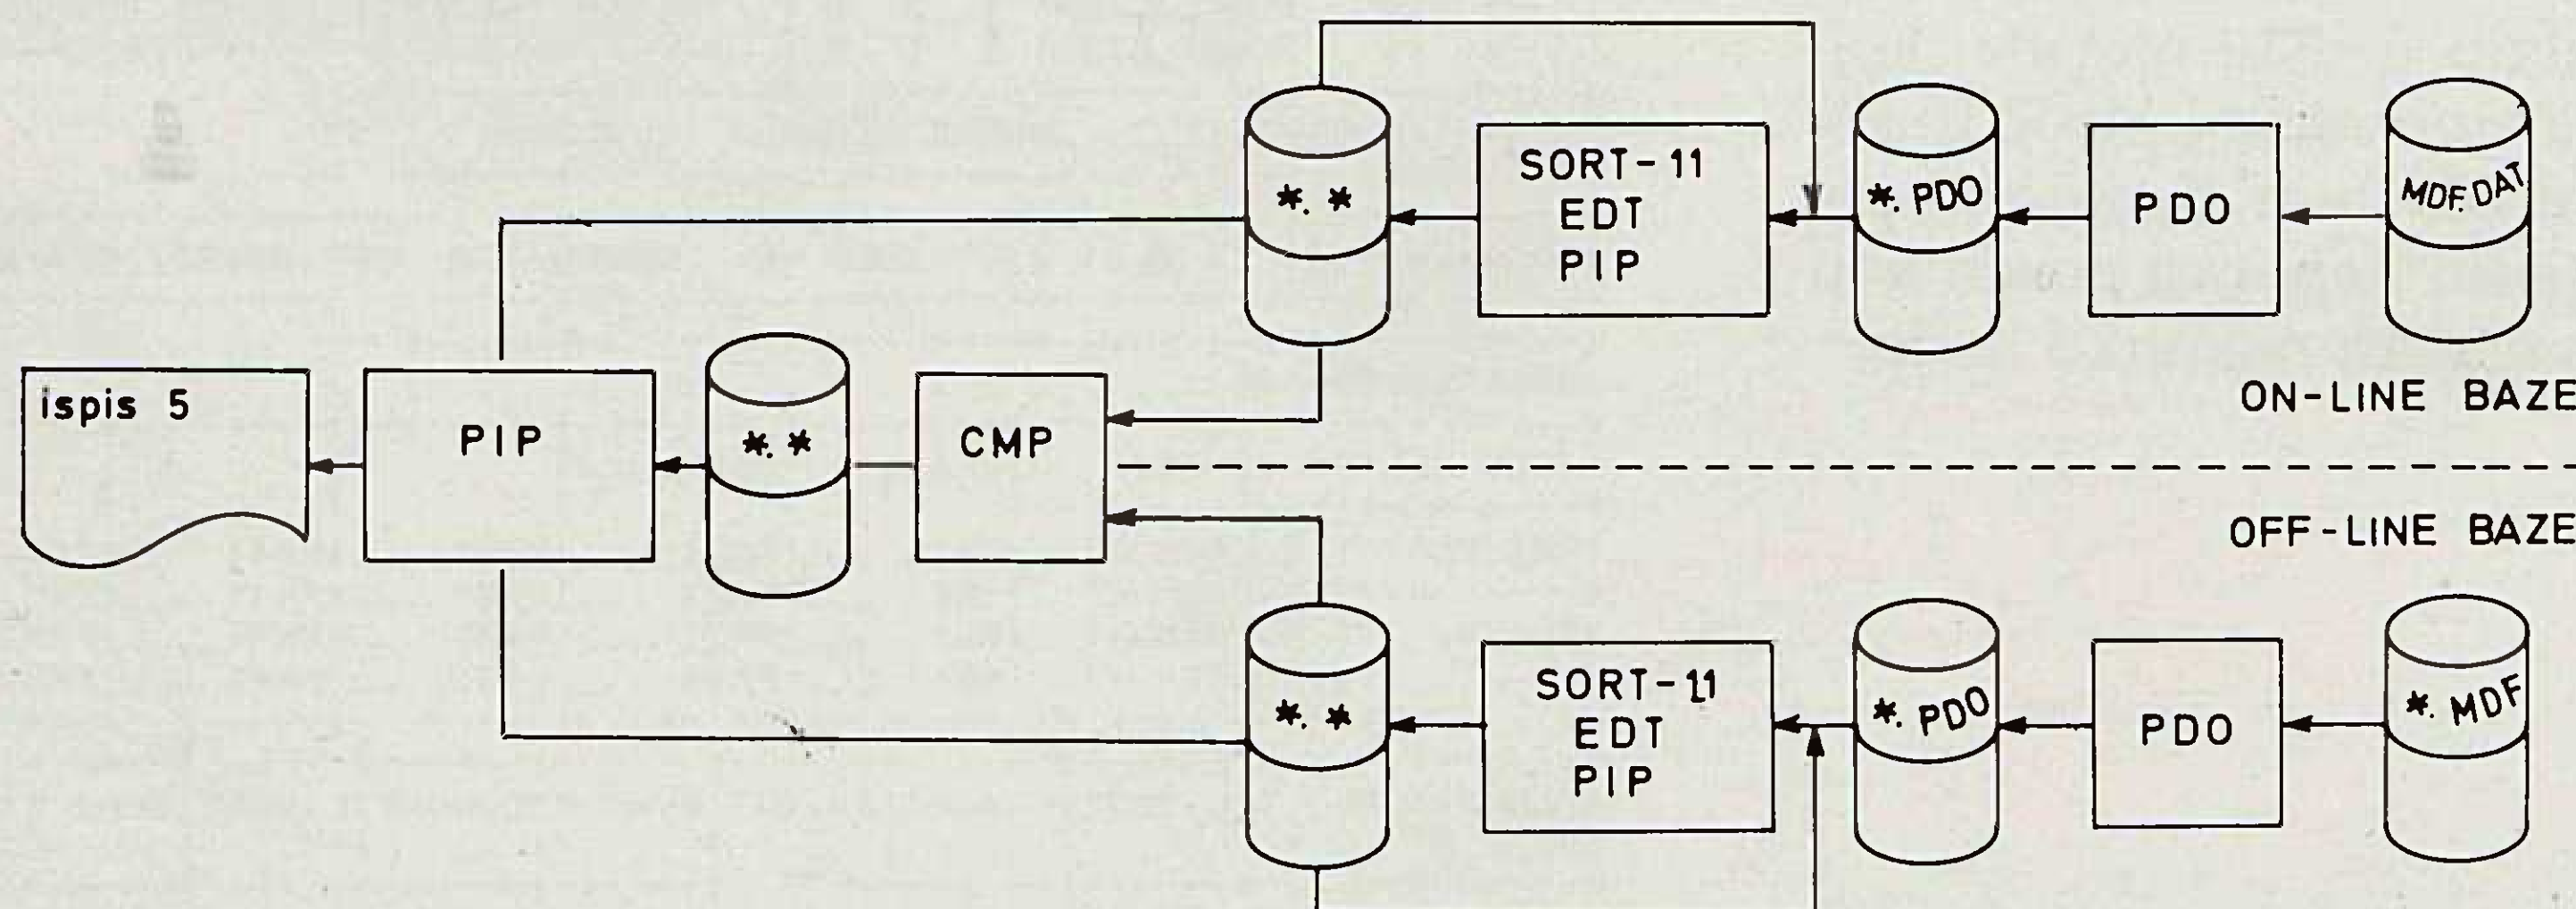 *. *
SORT-11
EDT
PIP
*. PDO
PDO
MDF.DAT
ON-LINE BAZE
ispis 5
PIP
*. *
CMP
OFF-LINE BAZE
*. *
SORT-11
EDT
PIP
*. PDO
PDO
*. MDF